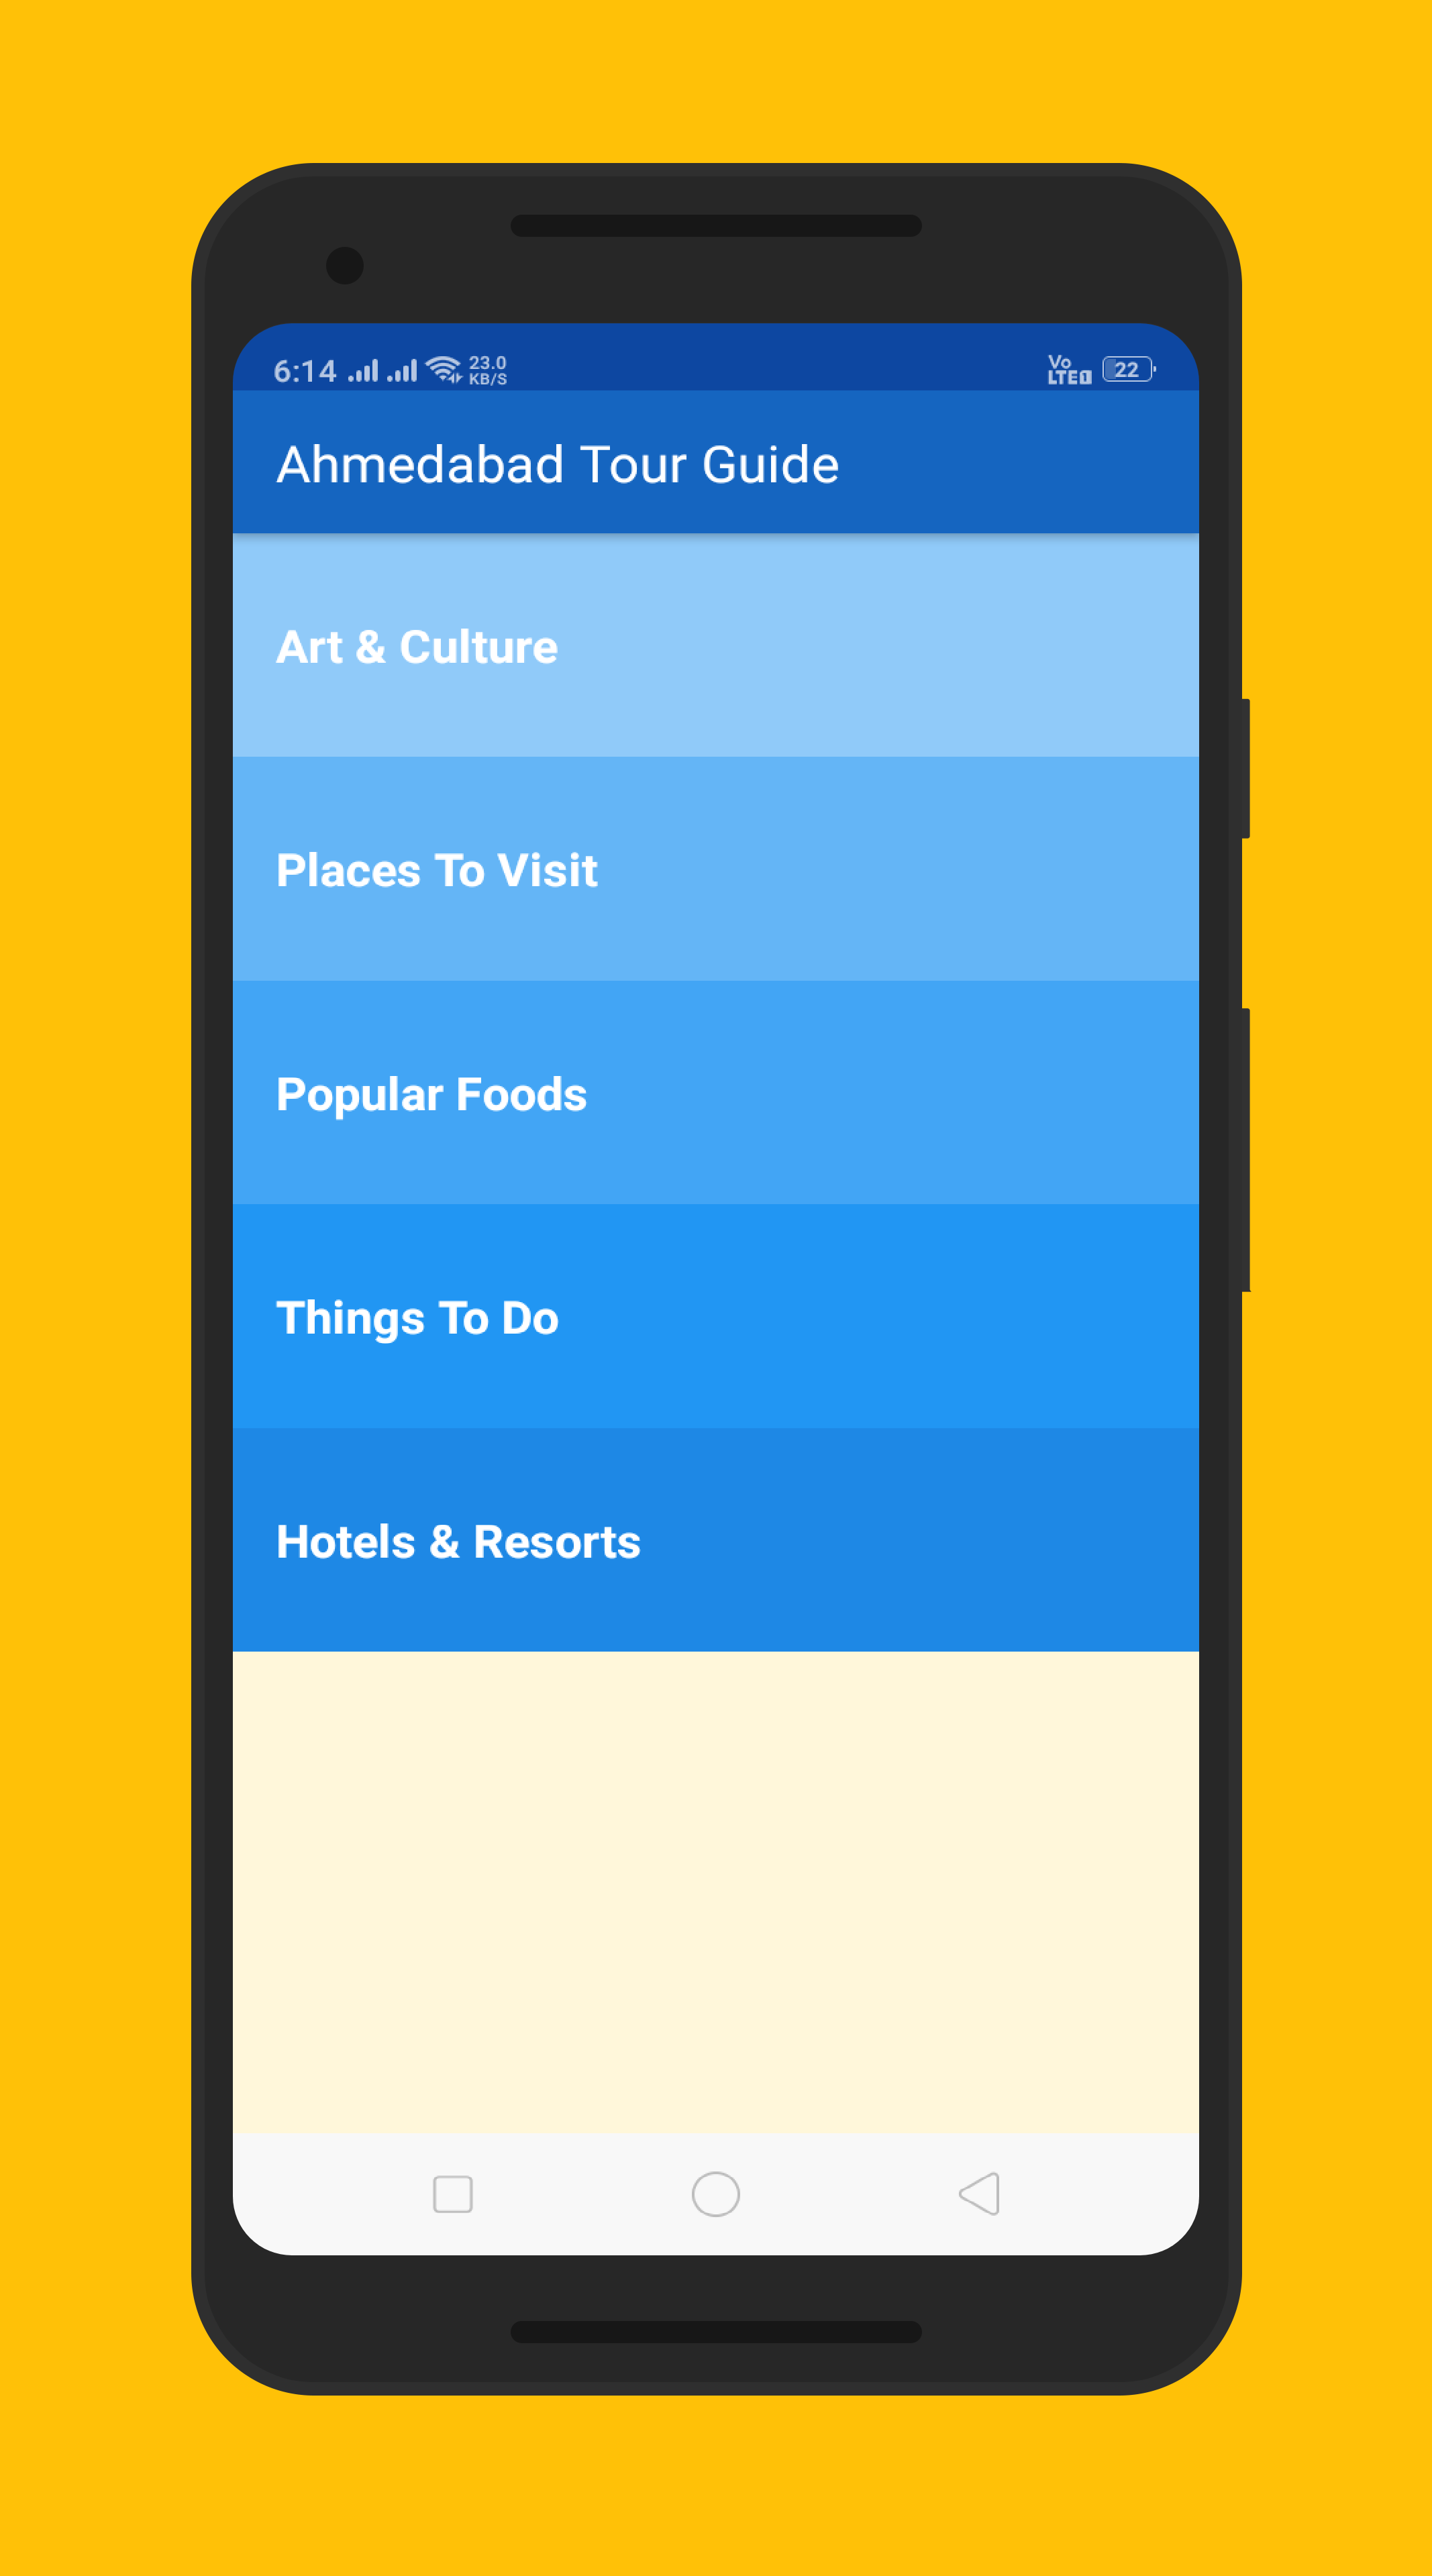 6:14 23.0 KB/S Vo LTE 1 22
Ahmedabad Tour Guide
Art & Culture
Places To Visit
Popular Foods
Things To Do
Hotels & Resorts